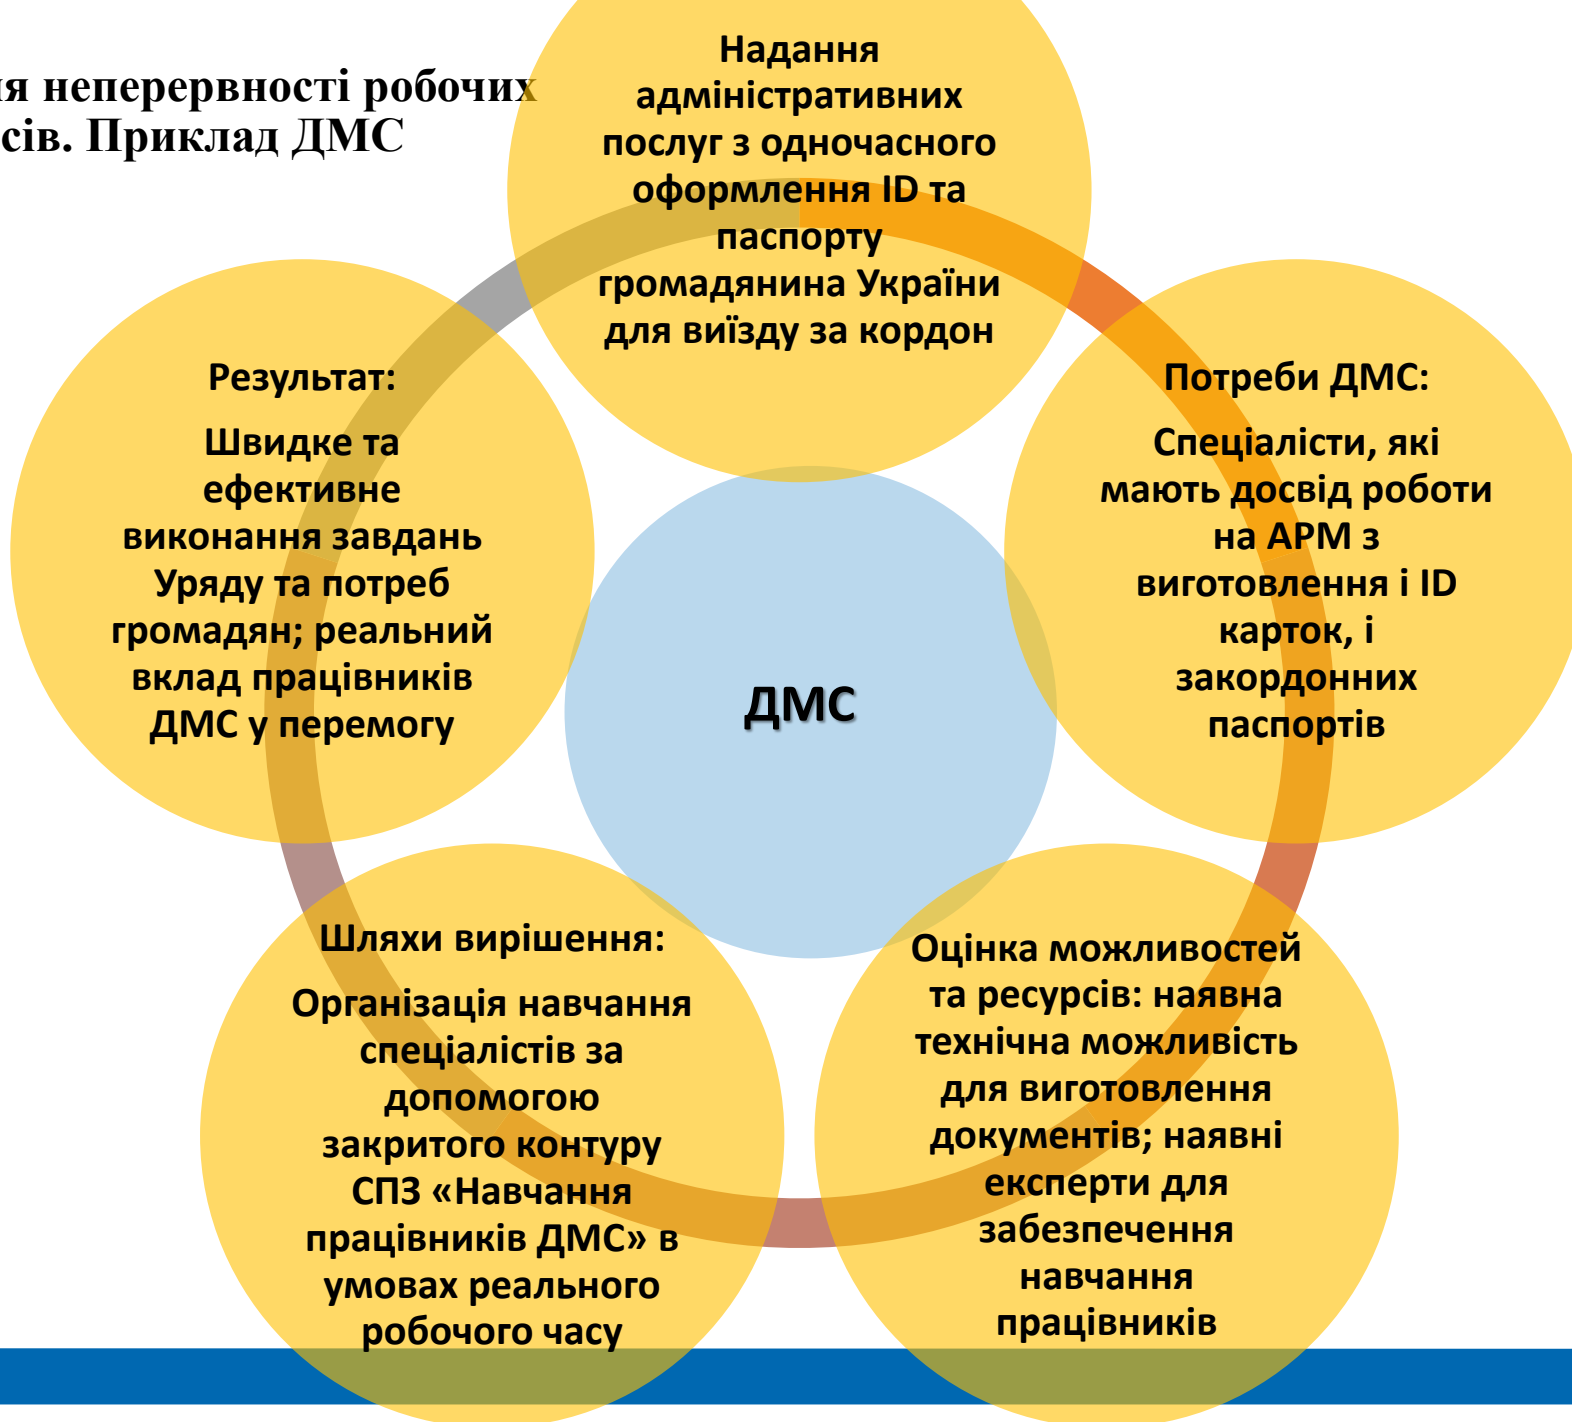 ня неперервності робочих
сів. Приклад ДМС
Надання
адміністративних
послуг з одночасного
оформлення ID та
паспорту
громадянина України
для виїзду за кордон
Потреби ДМС:
Спеціалісти, які
мають досвід роботи
на АРМ з
виготовлення і ID
карток, і
закордонних
паспортів
Оцінка можливостей
та ресурсів: наявна
технічна можливість
для виготовлення
документів; наявні
експерти для
забезпечення
навчання
працівників
Шляхи вирішення:
Організація навчання
спеціалістів за
допомогою
закритого контуру
СПЗ «Навчання
працівників ДМС» в
умовах реального
робочого часу
Результат:
Швидке та
ефективне
виконання завдань
Уряду та потреб
громадян; реальний
вклад працівників
ДМС у перемогу
ДМС